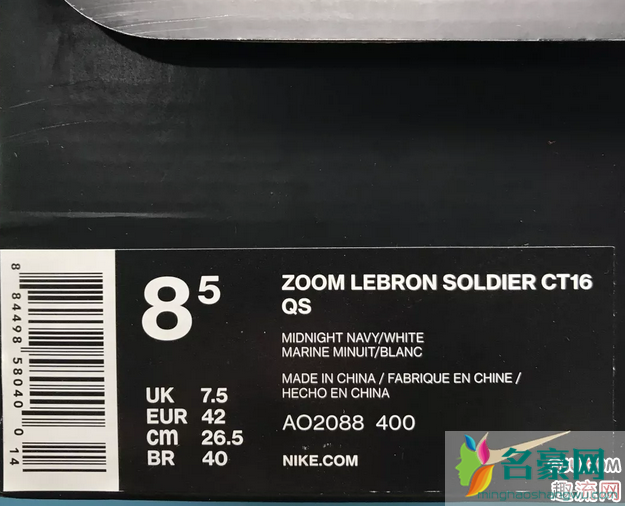 8 84498 58040 0 14
8 5
UK 7.5
EUR 42
cm 26.5
BR 40
ZOOM LEBRON SOLDIER CT16
QS
MIDNIGHT NAVY/WHITE
MARINE MINUIT/BLANC
MADE IN CHINA / FABRIQUE EN CHINE /
HECHO EN CHINA
AO2088 400
NIKE.COM
名豪网